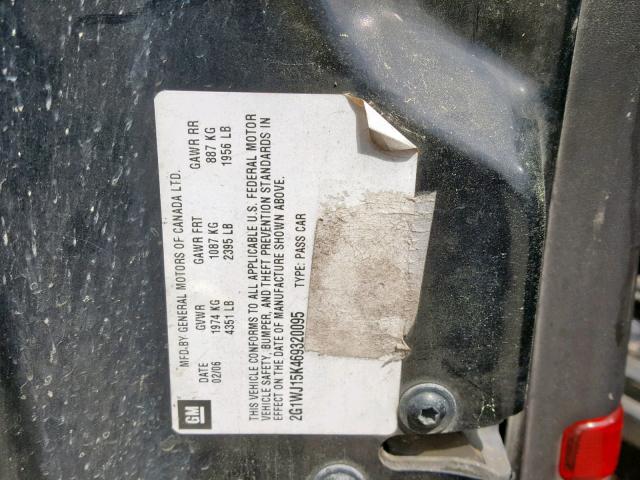 GM
MFD BY GENERAL MOTORS OF CANADA LTD.
DATE GVWR GAWR FRT GAWR RR
02/06 1974 KG 1087 KG 887 KG
4351 LB 2395 LB 1956 LB
THIS VEHICLE CONFORMS TO ALL APPLICABLE U.S. FEDERAL MOTOR
VEHICLE SAFETY, BUMPER, AND THEFT PREVENTION STANDARDS IN
EFFECT ON THE DATE OF MANUFACTURE SHOWN ABOVE.
2G1WJ15K469320095 TYPE: PASS CAR